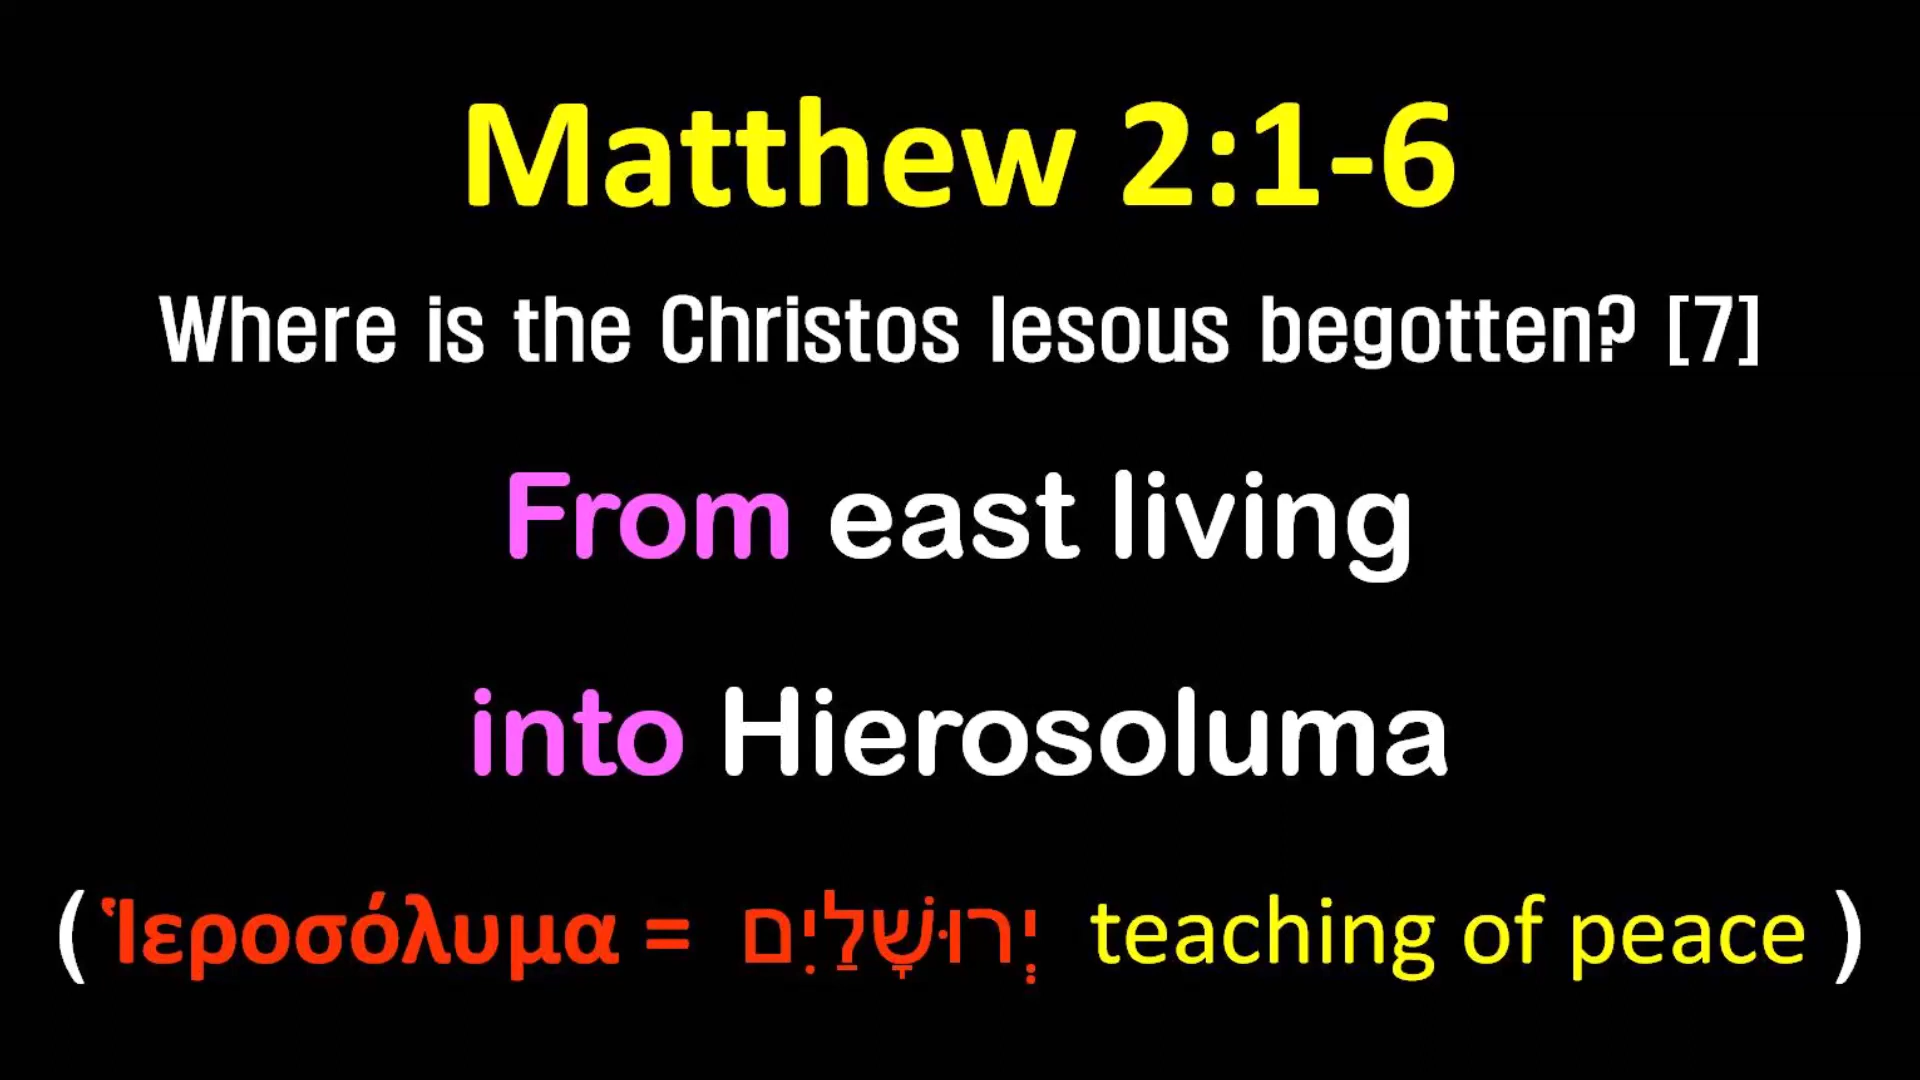 Matthew 2:1-6
Where is the Christos Iesous begotten? [7]
From east living
into Hierosoluma
( Ἱεροσόλυμα = יְרוּשָׁלַיִם teaching of peace )